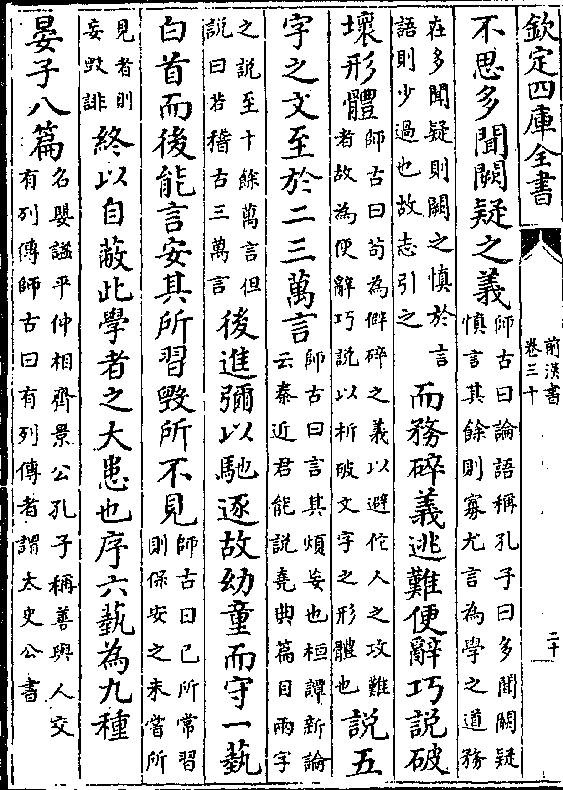 欽定四庫全書
前漢書
卷三十
二十
不思多聞闕疑之義
師古曰論語稱孔子曰多聞闕疑
慎言其餘則寡尤言為學之道務
在多聞疑則闕之慎於言
語則少過也故志引之
而務碎義逃難便辭巧説破
壞形體
師古曰苟為僻碎之義以避佗人之攻難
者故為便辭巧説以析破文字之形體也
説五
字之文至於二三萬言
師古曰言其煩妄也桓譚新論
云秦近君能説堯典篇目兩字
之説至十餘萬言但
説曰若稽古三萬言
後進彌以馳逐故幼童而守一藝
白首而後能言安其所習毀所不見
師古曰己所常習
則保安之未嘗所
見者則
妄毀誹
終以自蔽此學者之大患也序六藝為九種
晏子八篇
名嬰諡平仲相齊景公孔子稱善與人交
有列傳師古曰有列傳者謂太史公書